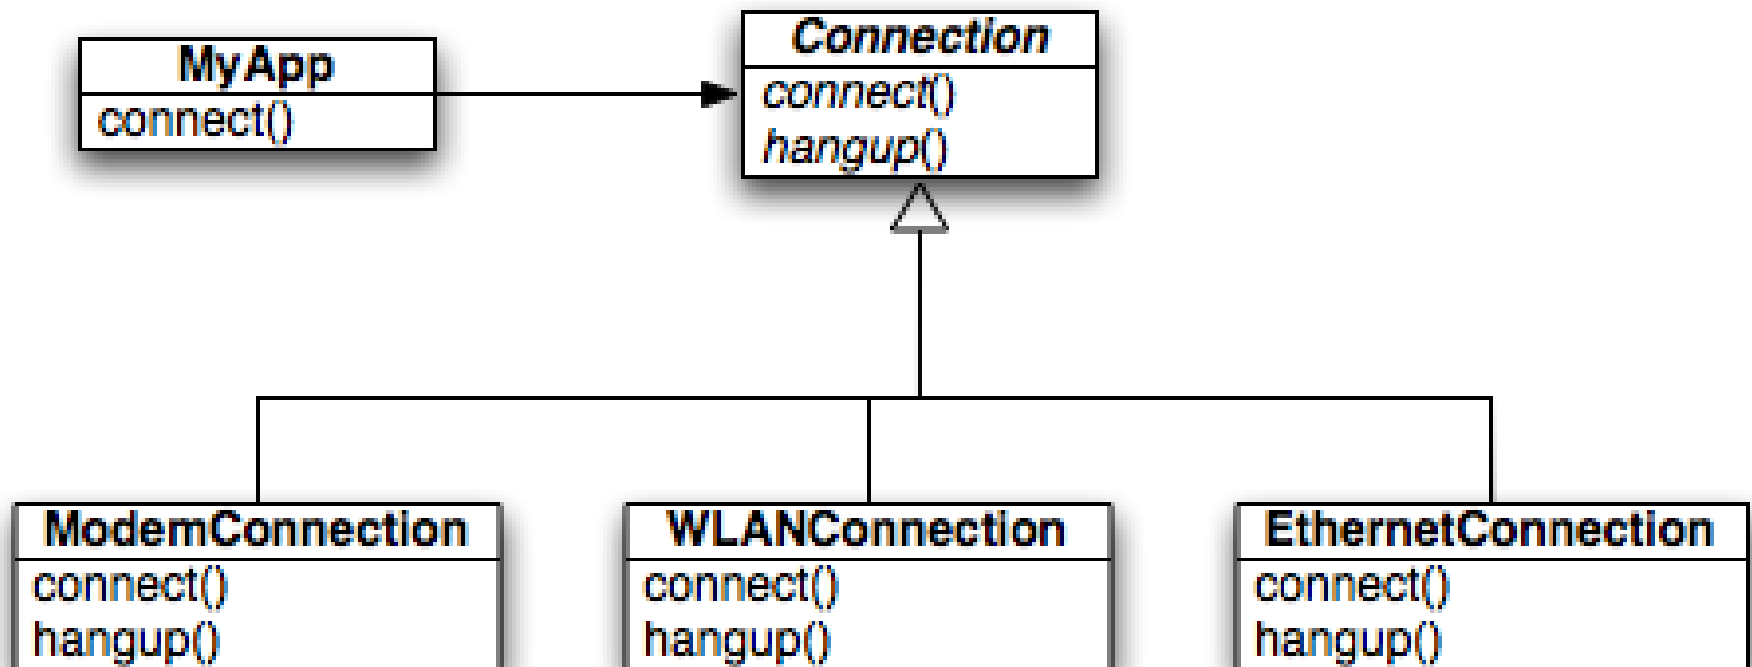 MyApp
connect()
Connection
connect()
hangup()
ModemConnection
connect()
hangup()
WLANConnection
connect()
hangup()
EthernetConnection
connect()
hangup()